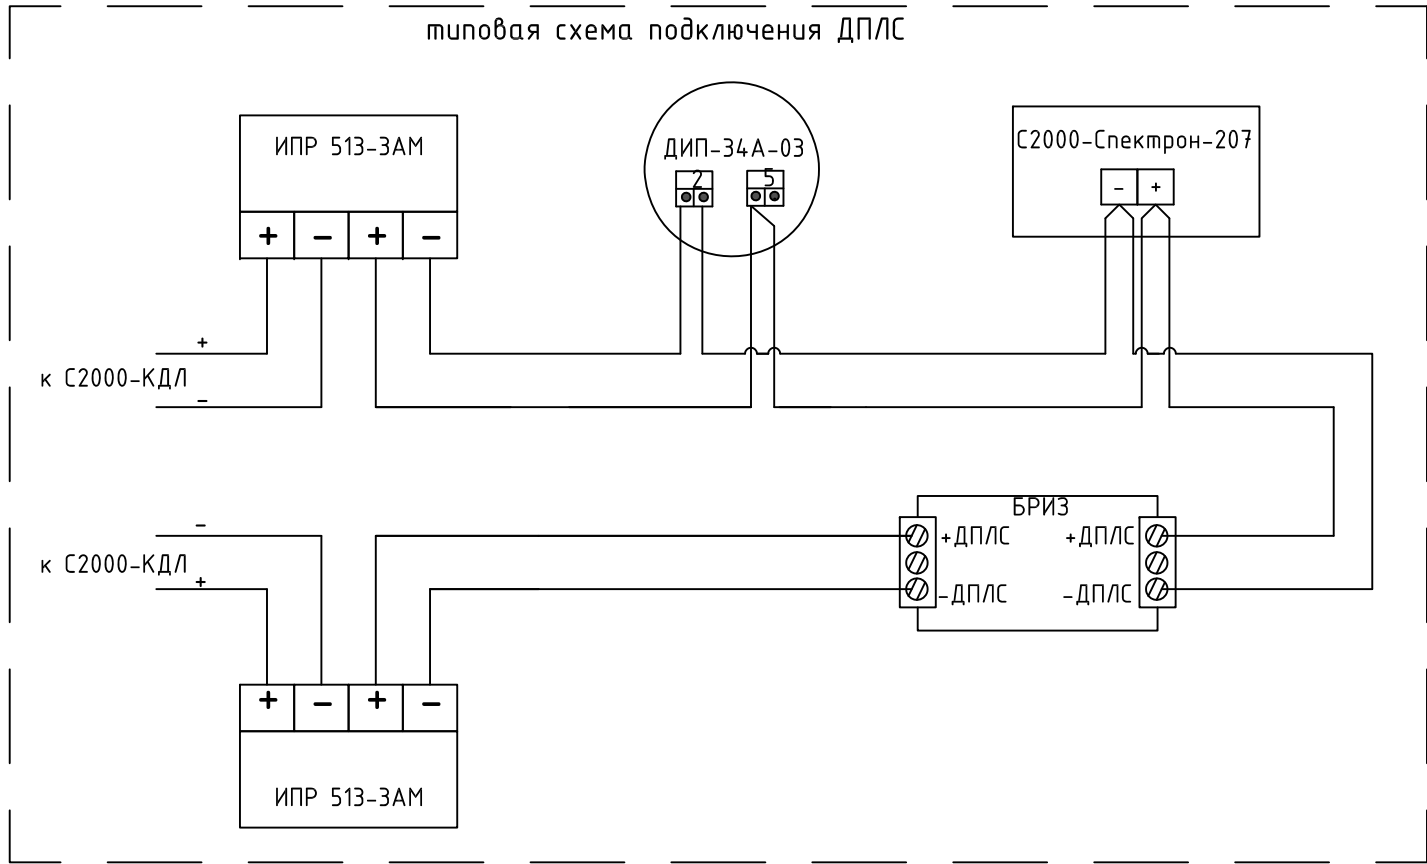 типовая схема подключения ДПЛС
ИПР 513-3АМ
+ - + -
ДИП-34А-03
2 5
С2000-Спектрон-207
- +
+
к С2000-КДЛ
-
-
к С2000-КДЛ
+
БРИЗ
+ДПЛС +ДПЛС
-ДПЛС -ДПЛС
+ - + -
ИПР 513-3АМ